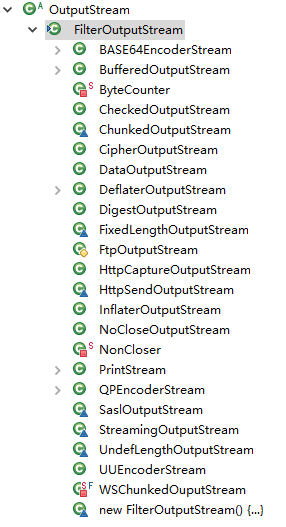 OutputStream
FilterOutputStream
BASE64EncoderStream
BufferedOutputStream
ByteCounter
CheckedOutputStream
ChunkedOutputStream
CipherOutputStream
DataOutputStream
DeflaterOutputStream
DigestOutputStream
FixedLengthOutputStream
FtpOutputStream
HttpCaptureOutputStream
HttpSendOutputStream
InflaterOutputStream
NoCloseOutputStream
NonCloser
PrintStream
QPEncoderStream
SaslOutputStream
StreamingOutputStream
UndefLengthOutputStream
UUEncoderStream
WSChunkedOuputStream
new FilterOutputStream() {...}